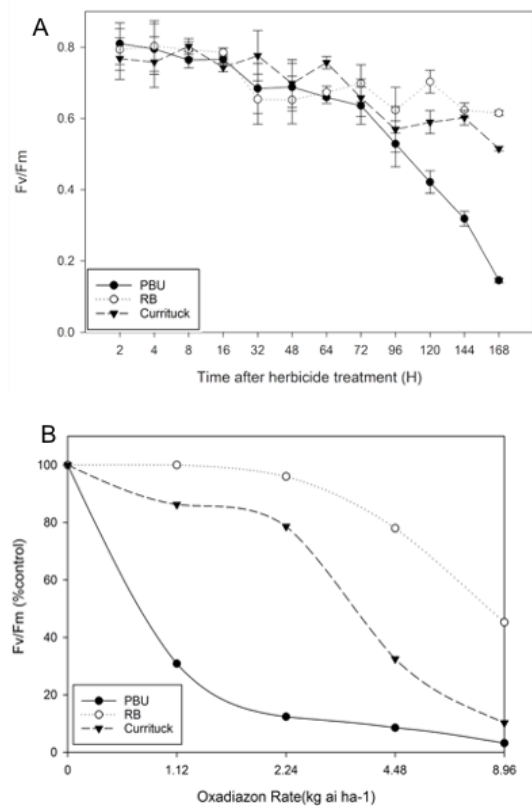 A
Fv/Fm
0.8
0.6
0.4
0.2
0.0
PBU
RB
Currituck
2 4 8 16 32 48 64 72 96 120 144 168
Time after herbicide treatment (H)
B
Fv/Fm (%control)
100
80
60
40
20
0
PBU
RB
Currituck
0 1.12 2.24 4.48 8.96
Oxadiazon Rate(kg ai ha-1)